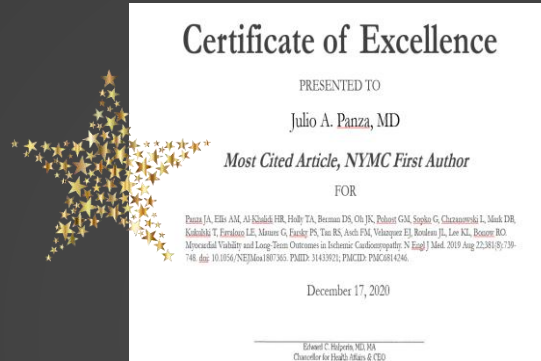 Certificate of Excellence
PRESENTED TO
Julio A. Panza, MD
Most Cited Article, NYMC First Author
FOR
Panza JA, Ellis AM, Al-Khalidi HR, Holly TA, Berman DS, Oh JK, Pohost GM, Sopko G, Chrzanowski L, Mark DB,
Kukulski T, Favaloro LE, Maurer G, Farsky PS, Tan RS, Asch FM, Velazquez EJ, Rouleau JL, Lee KL, Bonow RO.
Myocardial Viability and Long-Term Outcomes in Ischemic Cardiomyopathy. N Engl J Med. 2019 Aug 22;381(8):739-
748. doi: 10.1056/NEJMoa1807365. PMID: 31433921; PMCID: PMC6814246.
December 17, 2020
Edward C. Halperin, MD, MA
Chancellor for Health Affairs & CEO